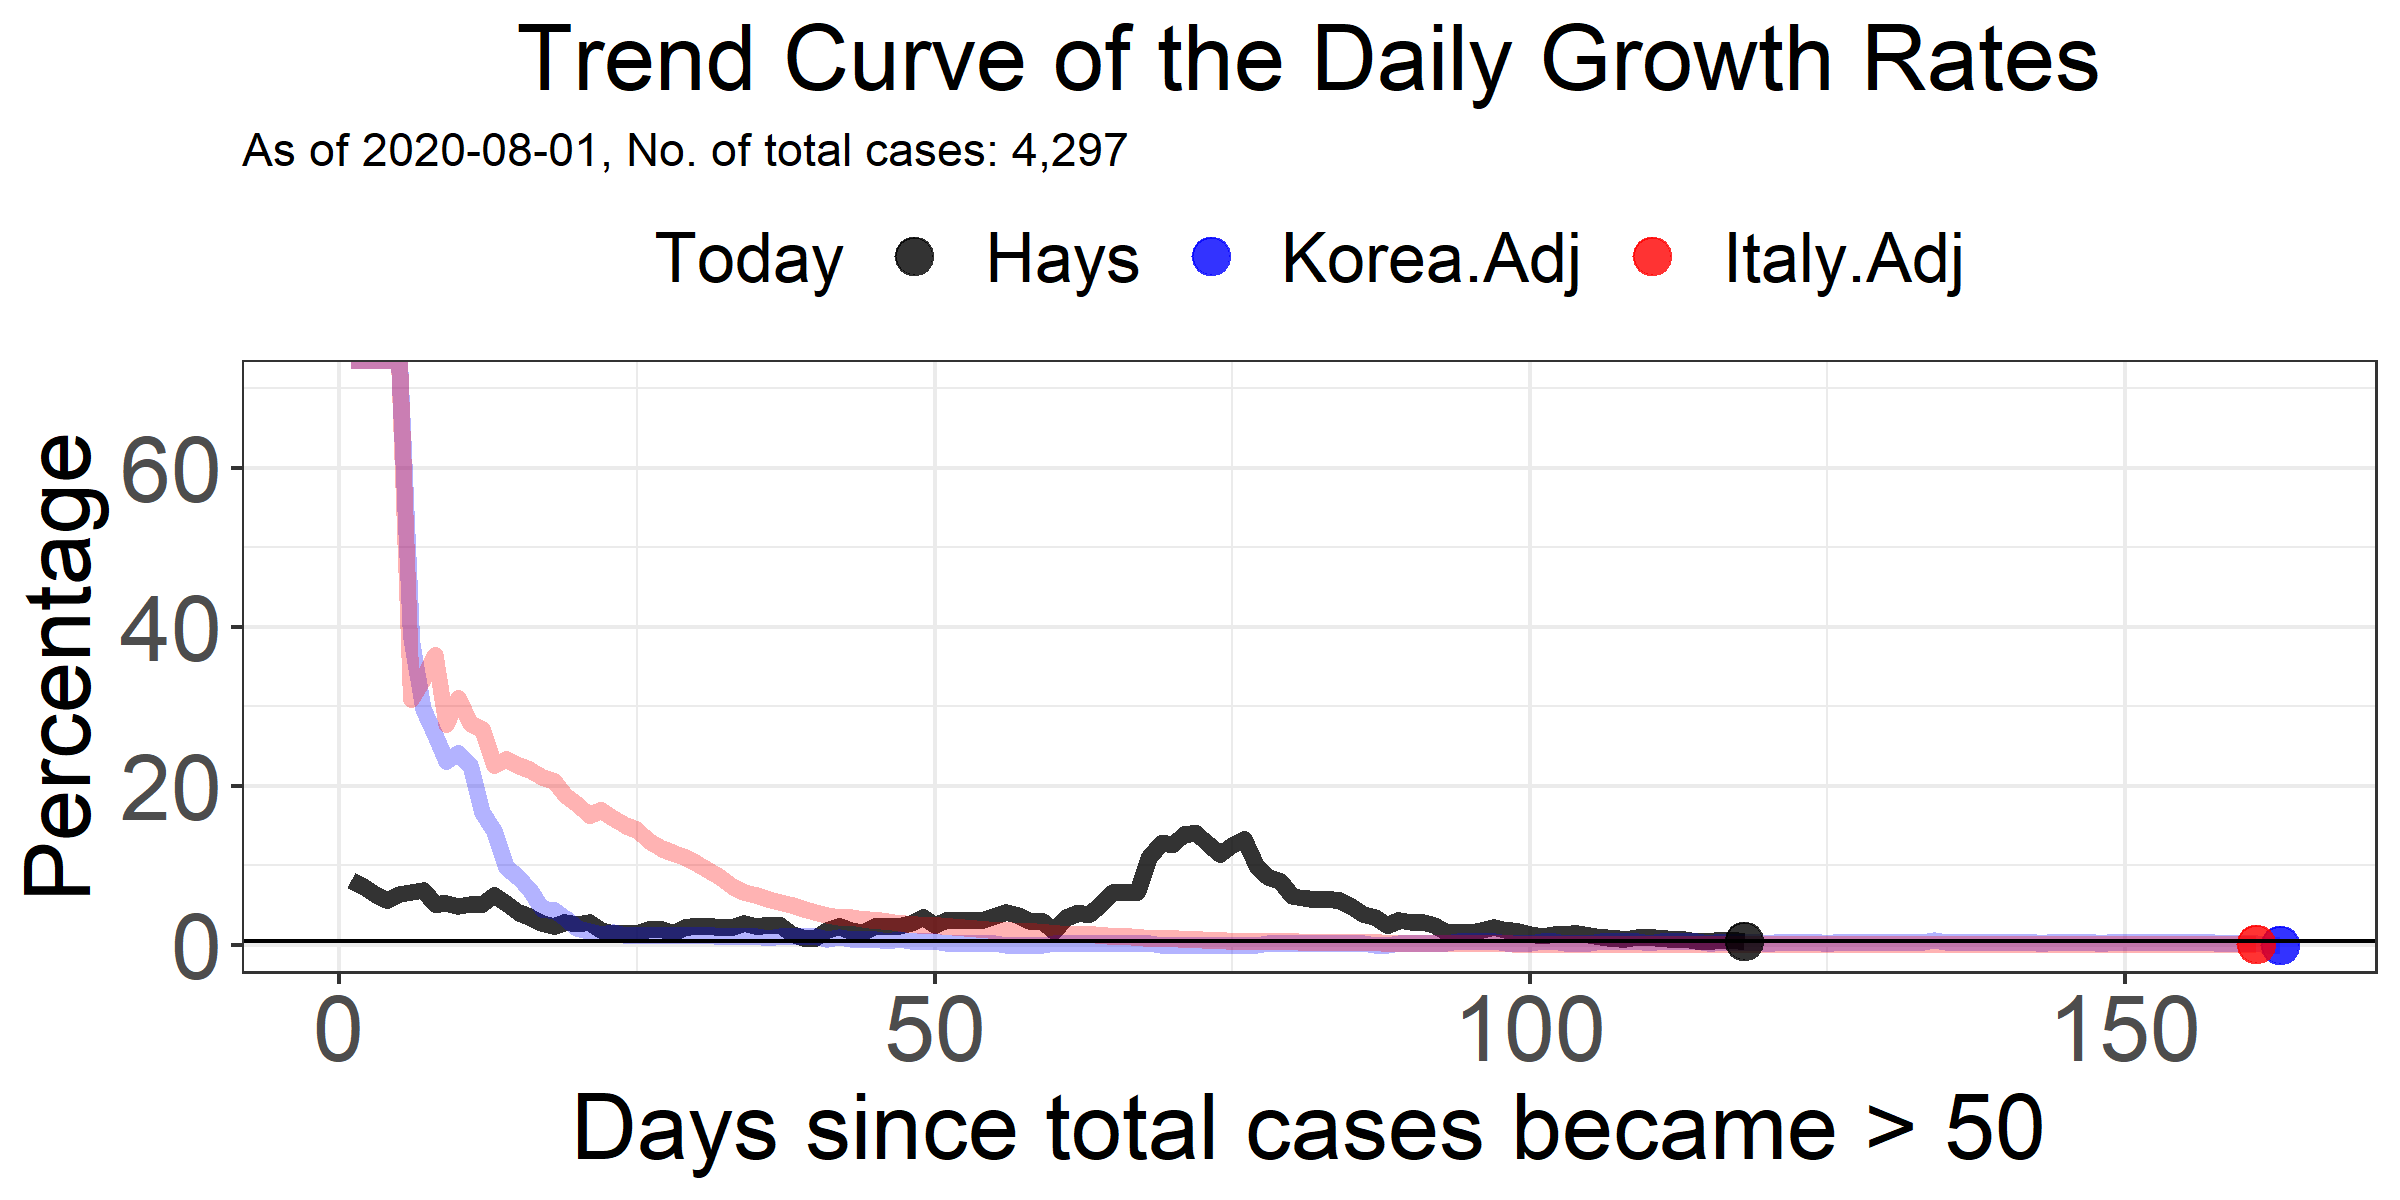 Trend Curve of the Daily Growth Rates
As of 2020-08-01, No. of total cases: 4,297
Today Hays Korea.Adj Italy.Adj
Percentage
60
40
20
0
0 50 100 150
Days since total cases became > 50